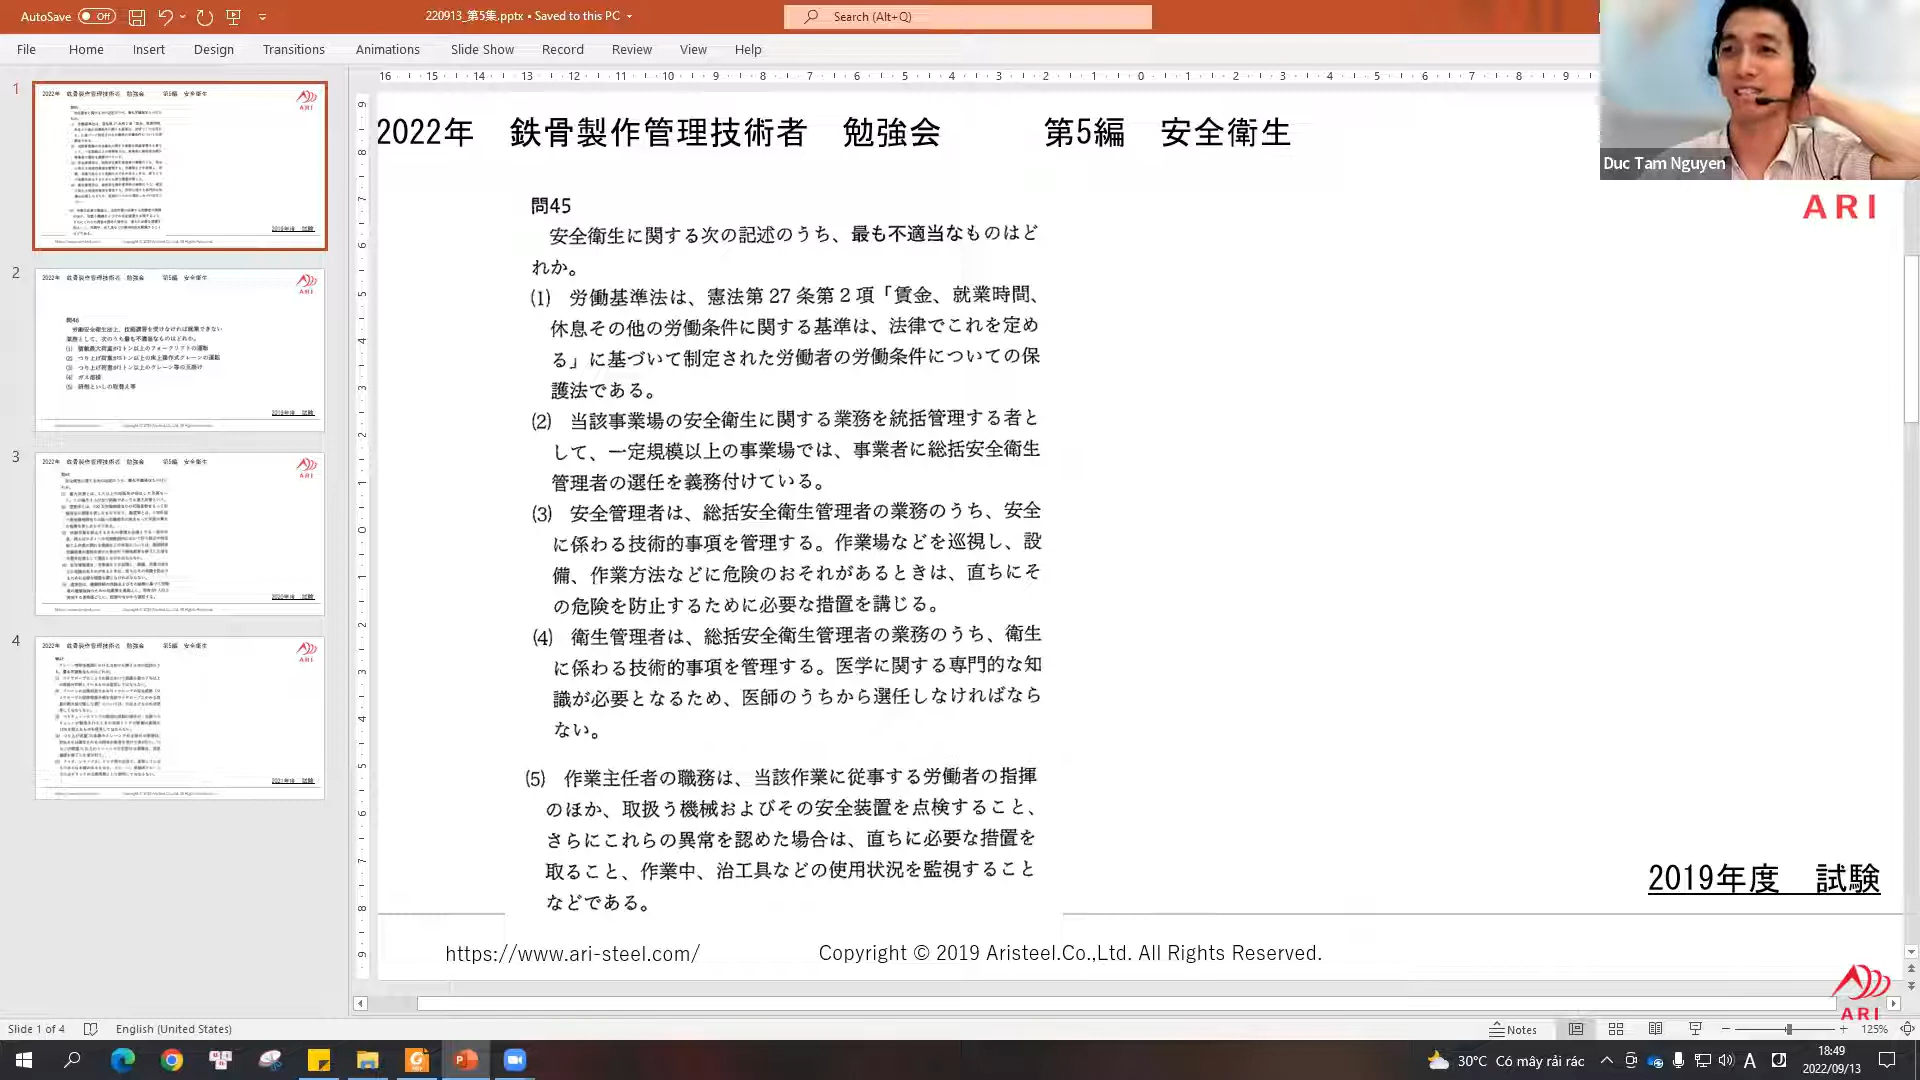 AutoSave Off 220913_第5集.pptx • Saved to this PC Search (Alt+Q)
File Home Insert Design Transitions Animations Slide Show Record Review View Help
Duc Tam Nguyen
1
2
3
4
2022年 鉄骨製作管理技術者 勉強会 第5編 安全衛生
ARI
問45
安全衛生に関する次の記述のうち、最も不適当なものはど
れか。
(1) 労働基準法は、憲法第27条第2項「賃金、就業時間、
休息その他の労働条件に関する基準は、法律でこれを定め
る」に基づいて制定された労働者の労働条件についての保
護法である。
(2) 当該事業場の安全衛生に関する業務を統括管理する者と
して、一定規模以上の事業場では、事業者に総括安全衛生
管理者の選任を義務付けている。
(3) 安全管理者は、総括安全衛生管理者の業務のうち、安全
に係わる技術的事項を管理する。作業場などを巡視し、設
備、作業方法などに危険のおそれがあるときは、直ちにそ
の危険を防止するために必要な措置を講じる。
(4) 衛生管理者は、総括安全衛生管理者の業務のうち、衛生
に係わる技術的事項を管理する。医学に関する専門的な知
識が必要となるため、医師のうちから選任しなければなら
ない。
(5) 作業主任者の職務は、当該作業に従事する労働者の指揮
のほか、取扱う機械およびその安全装置を点検すること、
さらにこれらの異常を認めた場合は、直ちに必要な措置を
取ること、作業中、治工具などの使用状況を監視すること
などである。
2019年度 試験
https://www.ari-steel.com/ Copyright © 2019 Aristeel.Co.,Ltd. All Rights Reserved.
ARI
Slide 1 of 4 English (United States) Notes 125%
30°C Có mây rải rác A 18:49
2022/09/13